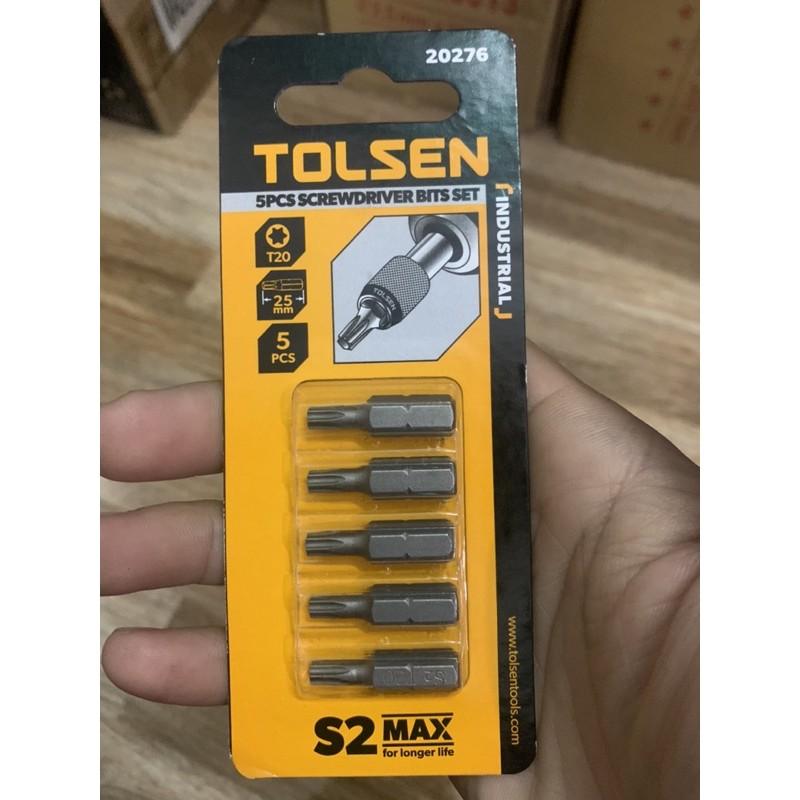 20276
TOLSEN
5PCS SCREWDRIVER BITS SET
INDUSTRIAL
T20
25
mm
5
PCS
TOLSEN
S2 MAX
for longer life
www.tolsentools.com